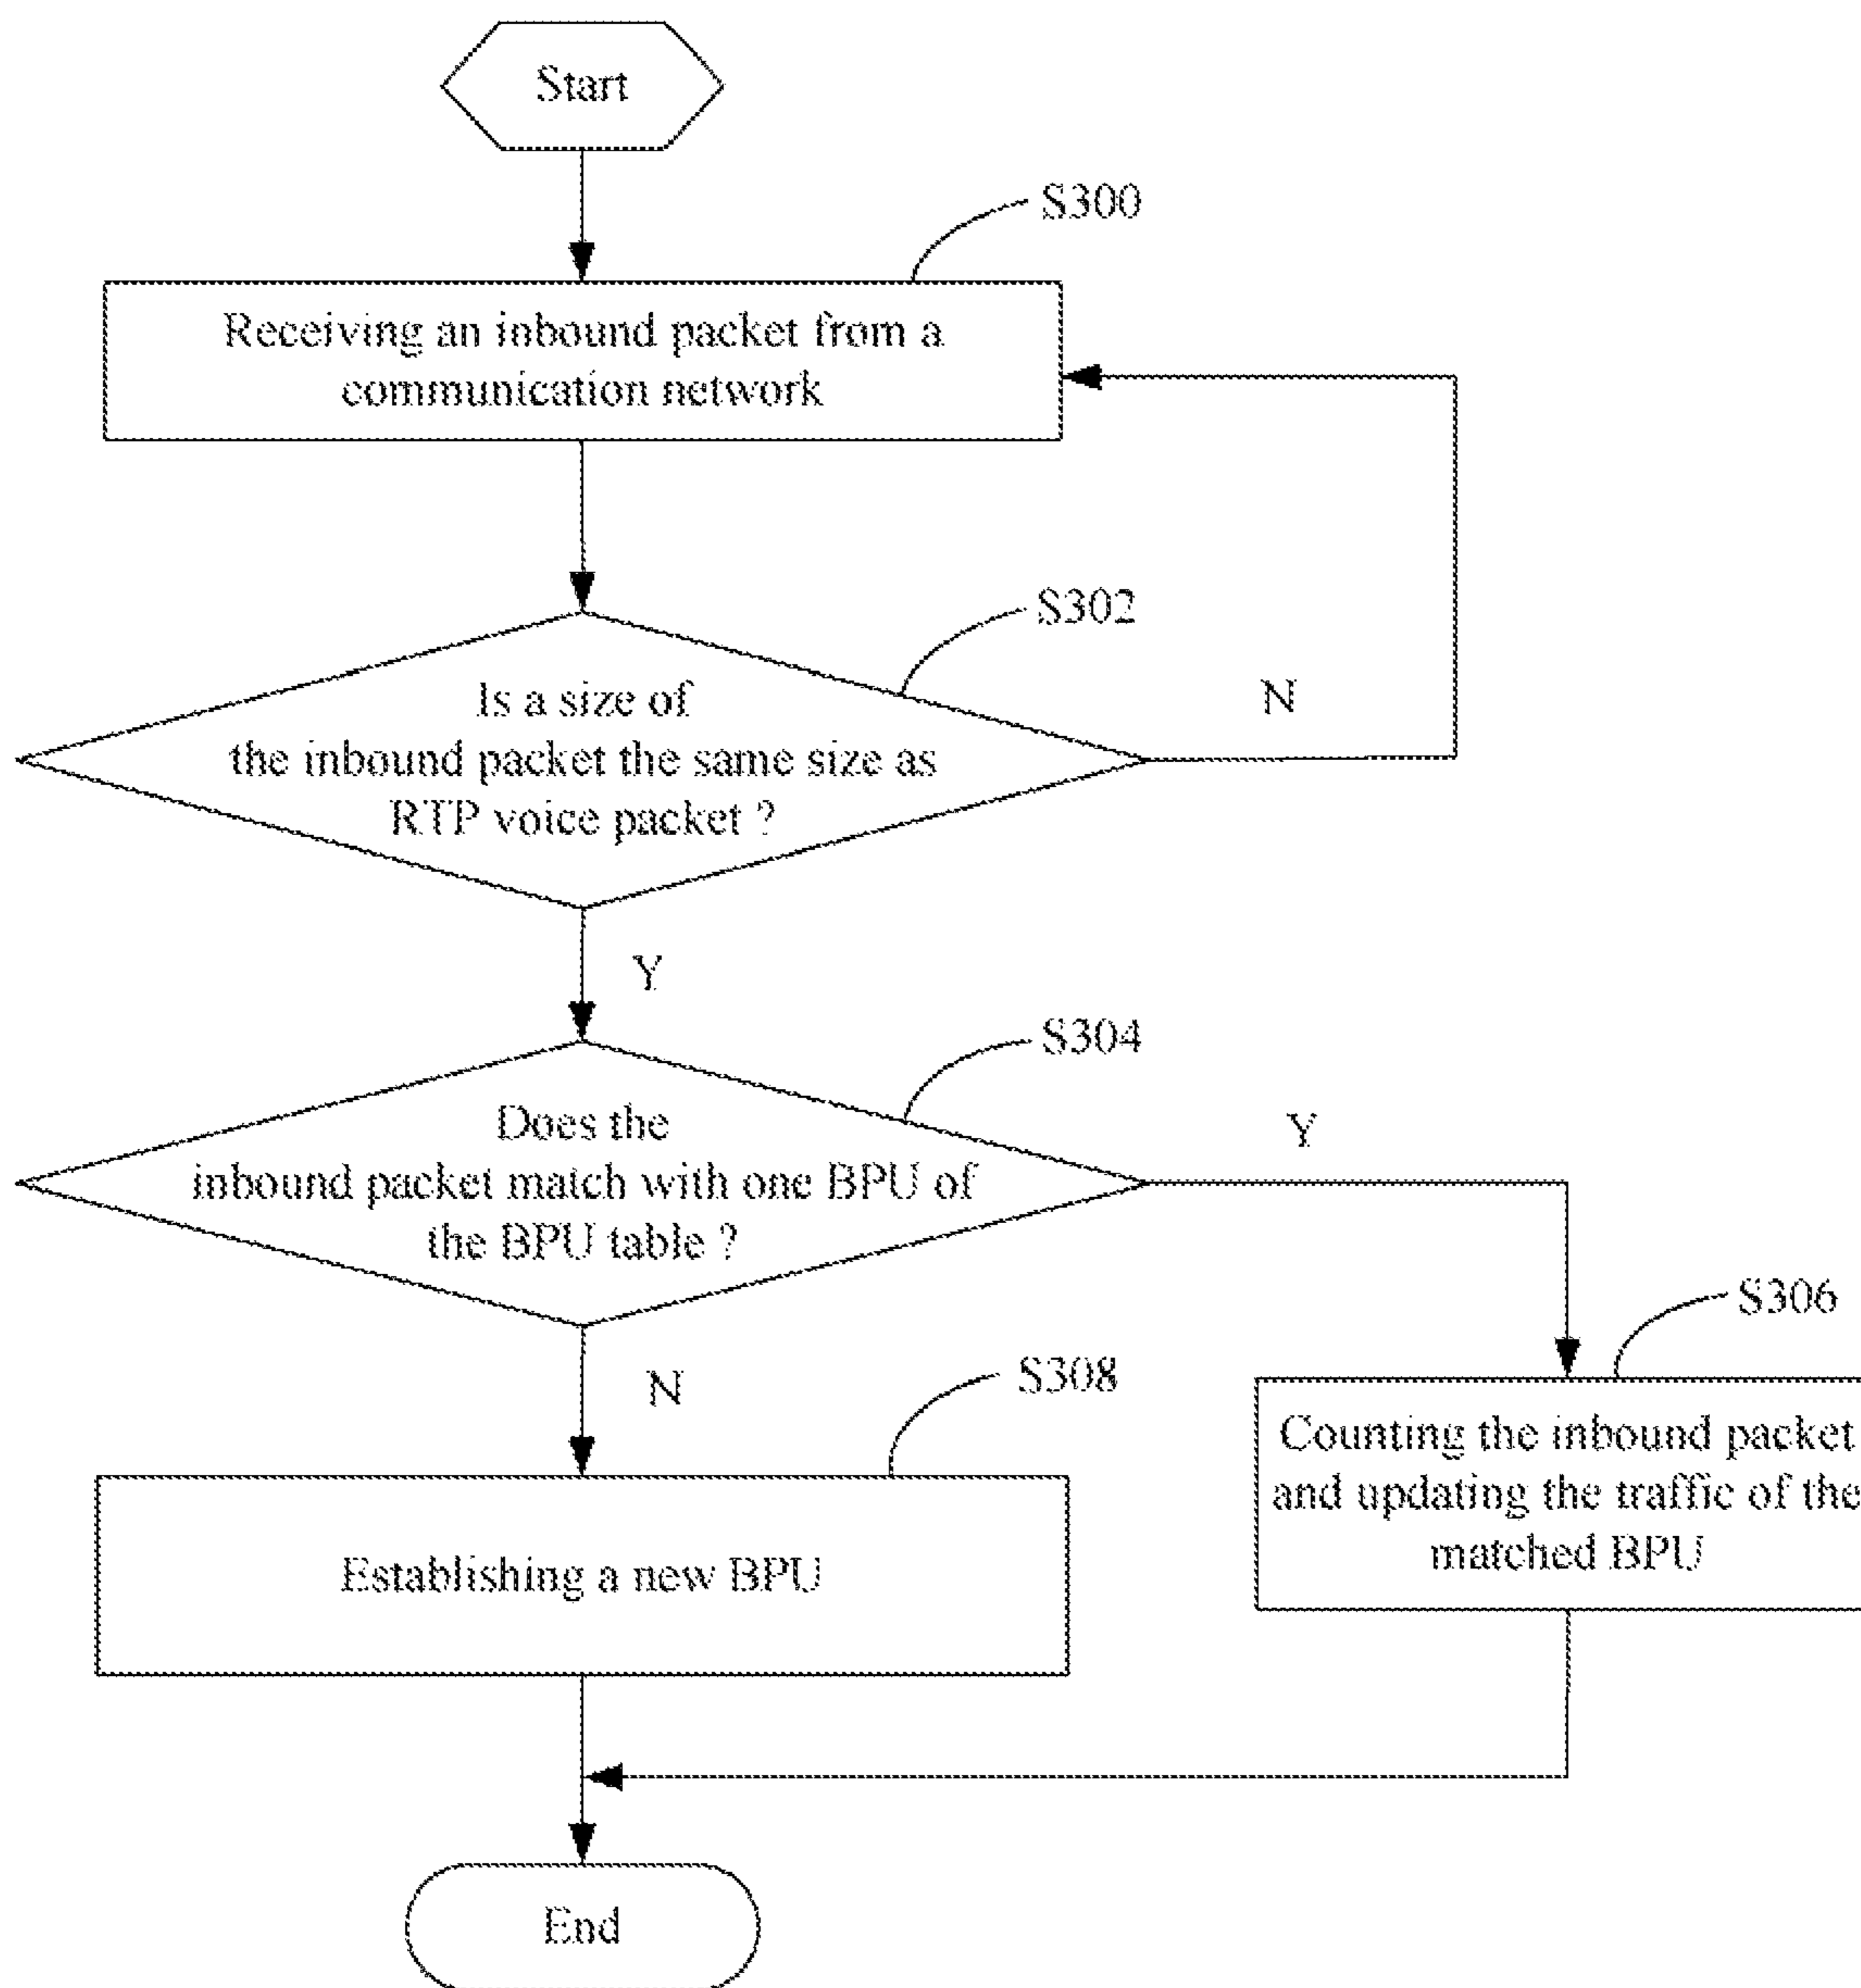 Start
S300
Receiving an inbound packet from a
communication network
S302
Is a size of
the inbound packet the same size as
RTP voice packet ?
N
Y
S304
Does the
inbound packet match with one BPU of
the BPU table ?
Y
S306
Counting the inbound packet
and updating the traffic of the
matched BPU
N
S308
Establishing a new BPU
End